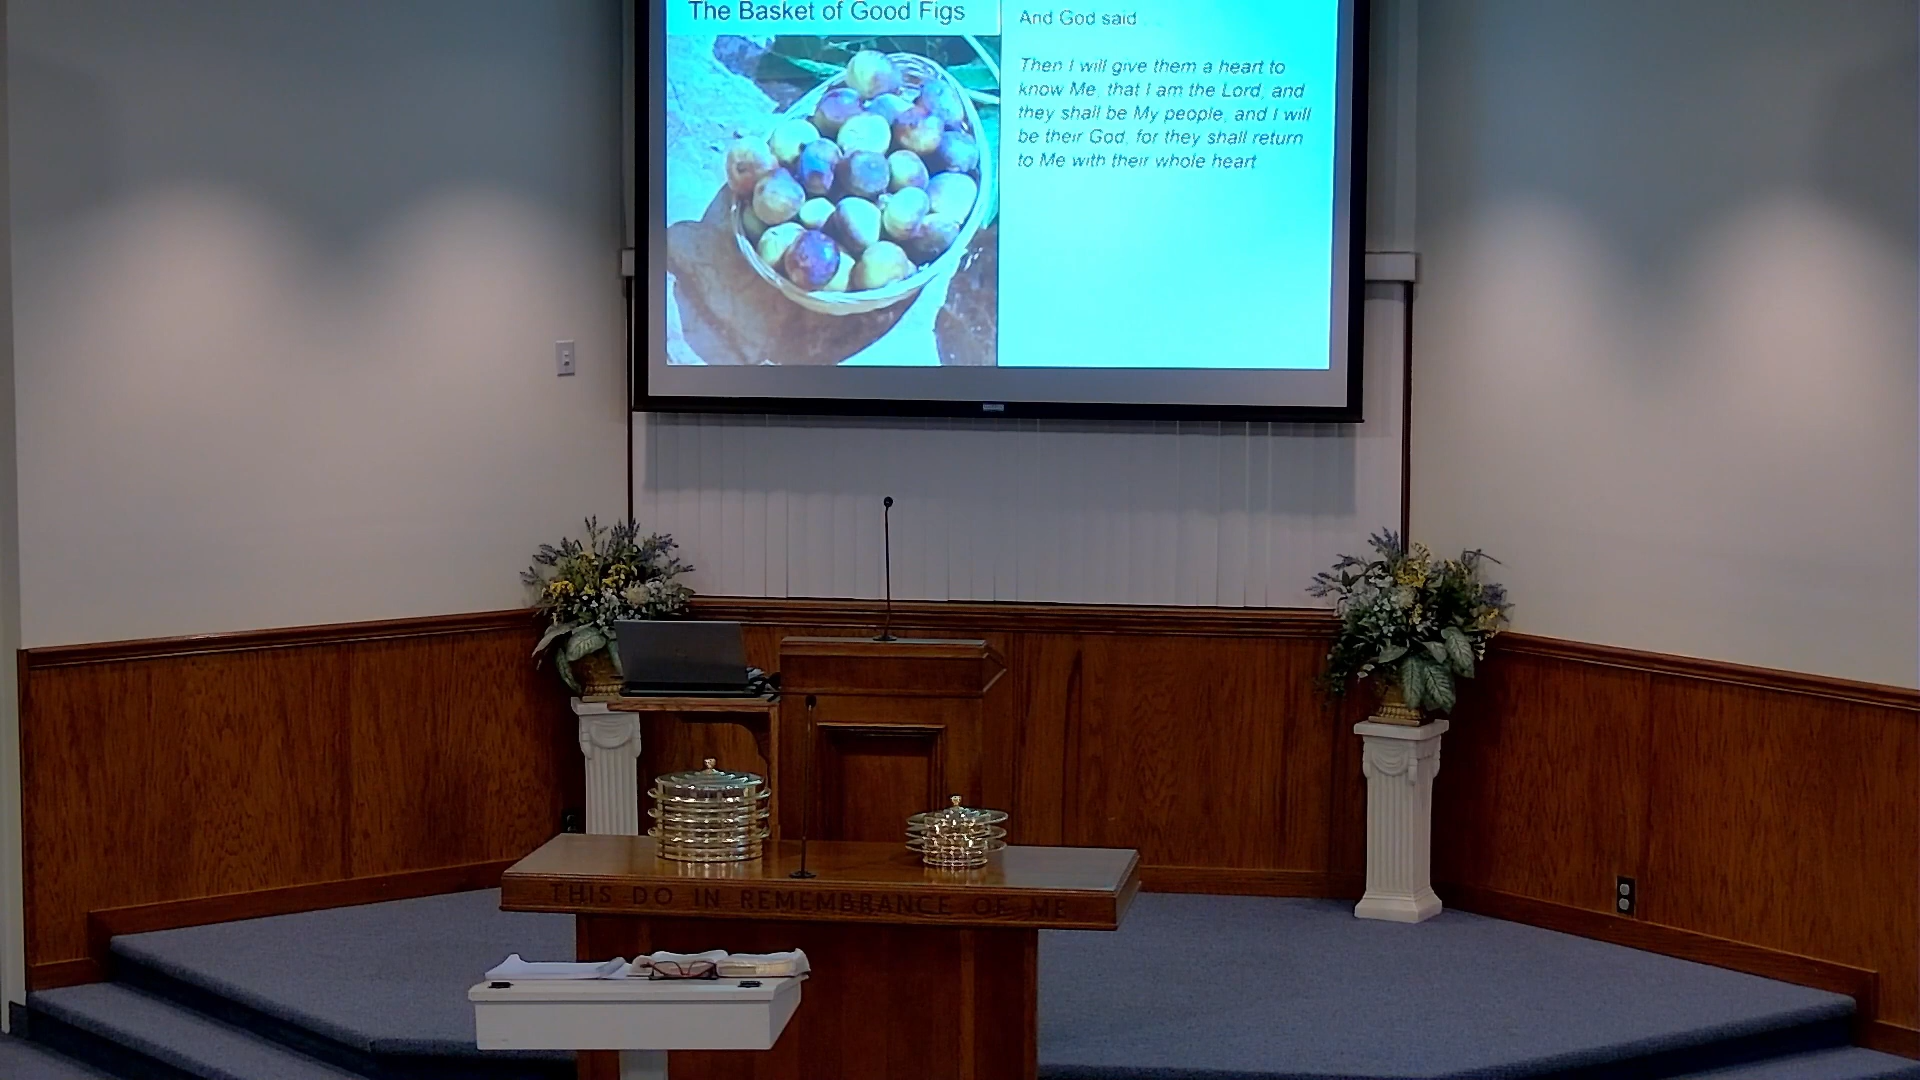 The Basket of Good Figs
And God said
Then I will give them a heart to
know Me, that I am the Lord, and
they shall be My people, and I will
be their God, for they shall return
to Me with their whole heart
THIS DO IN REMEMBRANCE OF ME